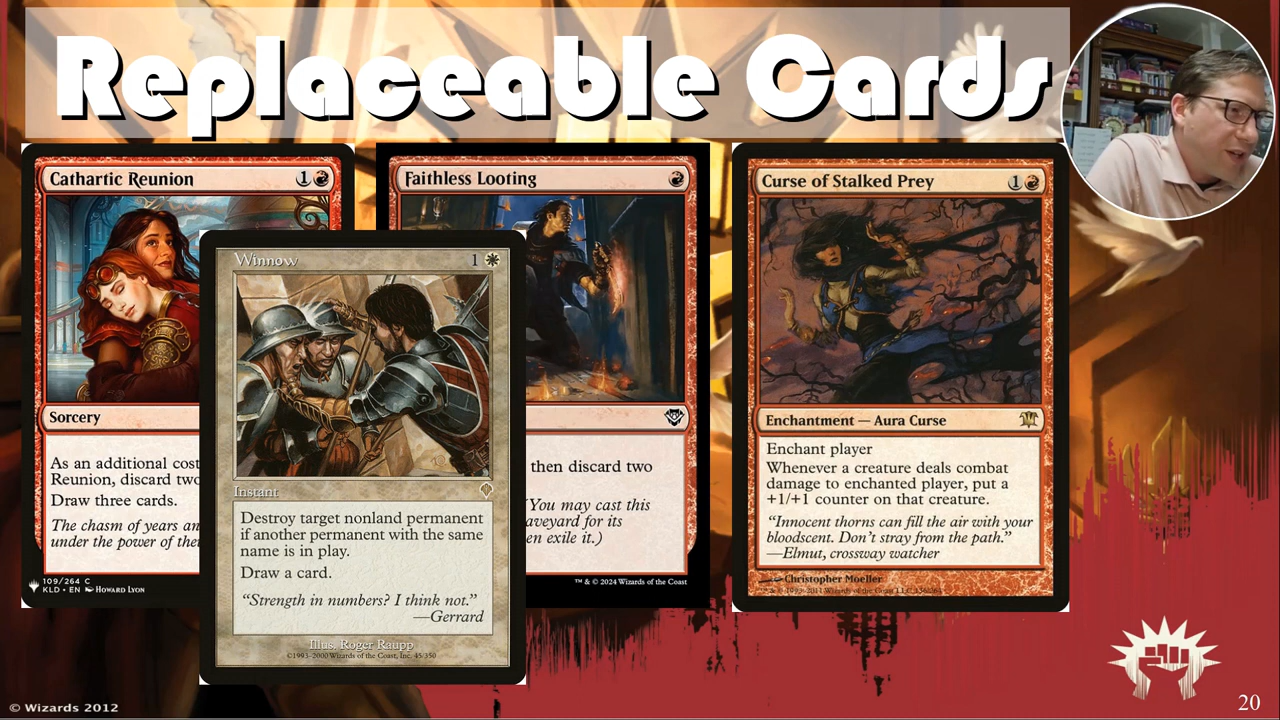 Replaceable Cards
Cathartic Reunion 1
Sorcery
As an additional cost
Reunion, discard two
Draw three cards.
The chasm of years an
under the power of the
109/264 C
KLD • EN Howard Lyon
Winnow 1
Instant
Destroy target nonland permanent
if another permanent with the same
name is in play.
Draw a card.
“Strength in numbers? I think not.”
—Gerrard
Illus. Roger Raupp
©1993–2000 Wizards of the Coast, Inc. 45/350
Faithless Looting
then discard two
(You may cast this
aveyard for its
en exile it.)
™ & © 2024 Wizards of the Coast
Curse of Stalked Prey 1
Enchantment — Aura Curse
Enchant player
Whenever a creature deals combat
damage to enchanted player, put a
+1/+1 counter on that creature.
“Innocent thorns can fill the air with your
bloodscent. Don’t stray from the path.”
—Elmut, crossway watcher
Christopher Moeller
© Wizards 2012
20